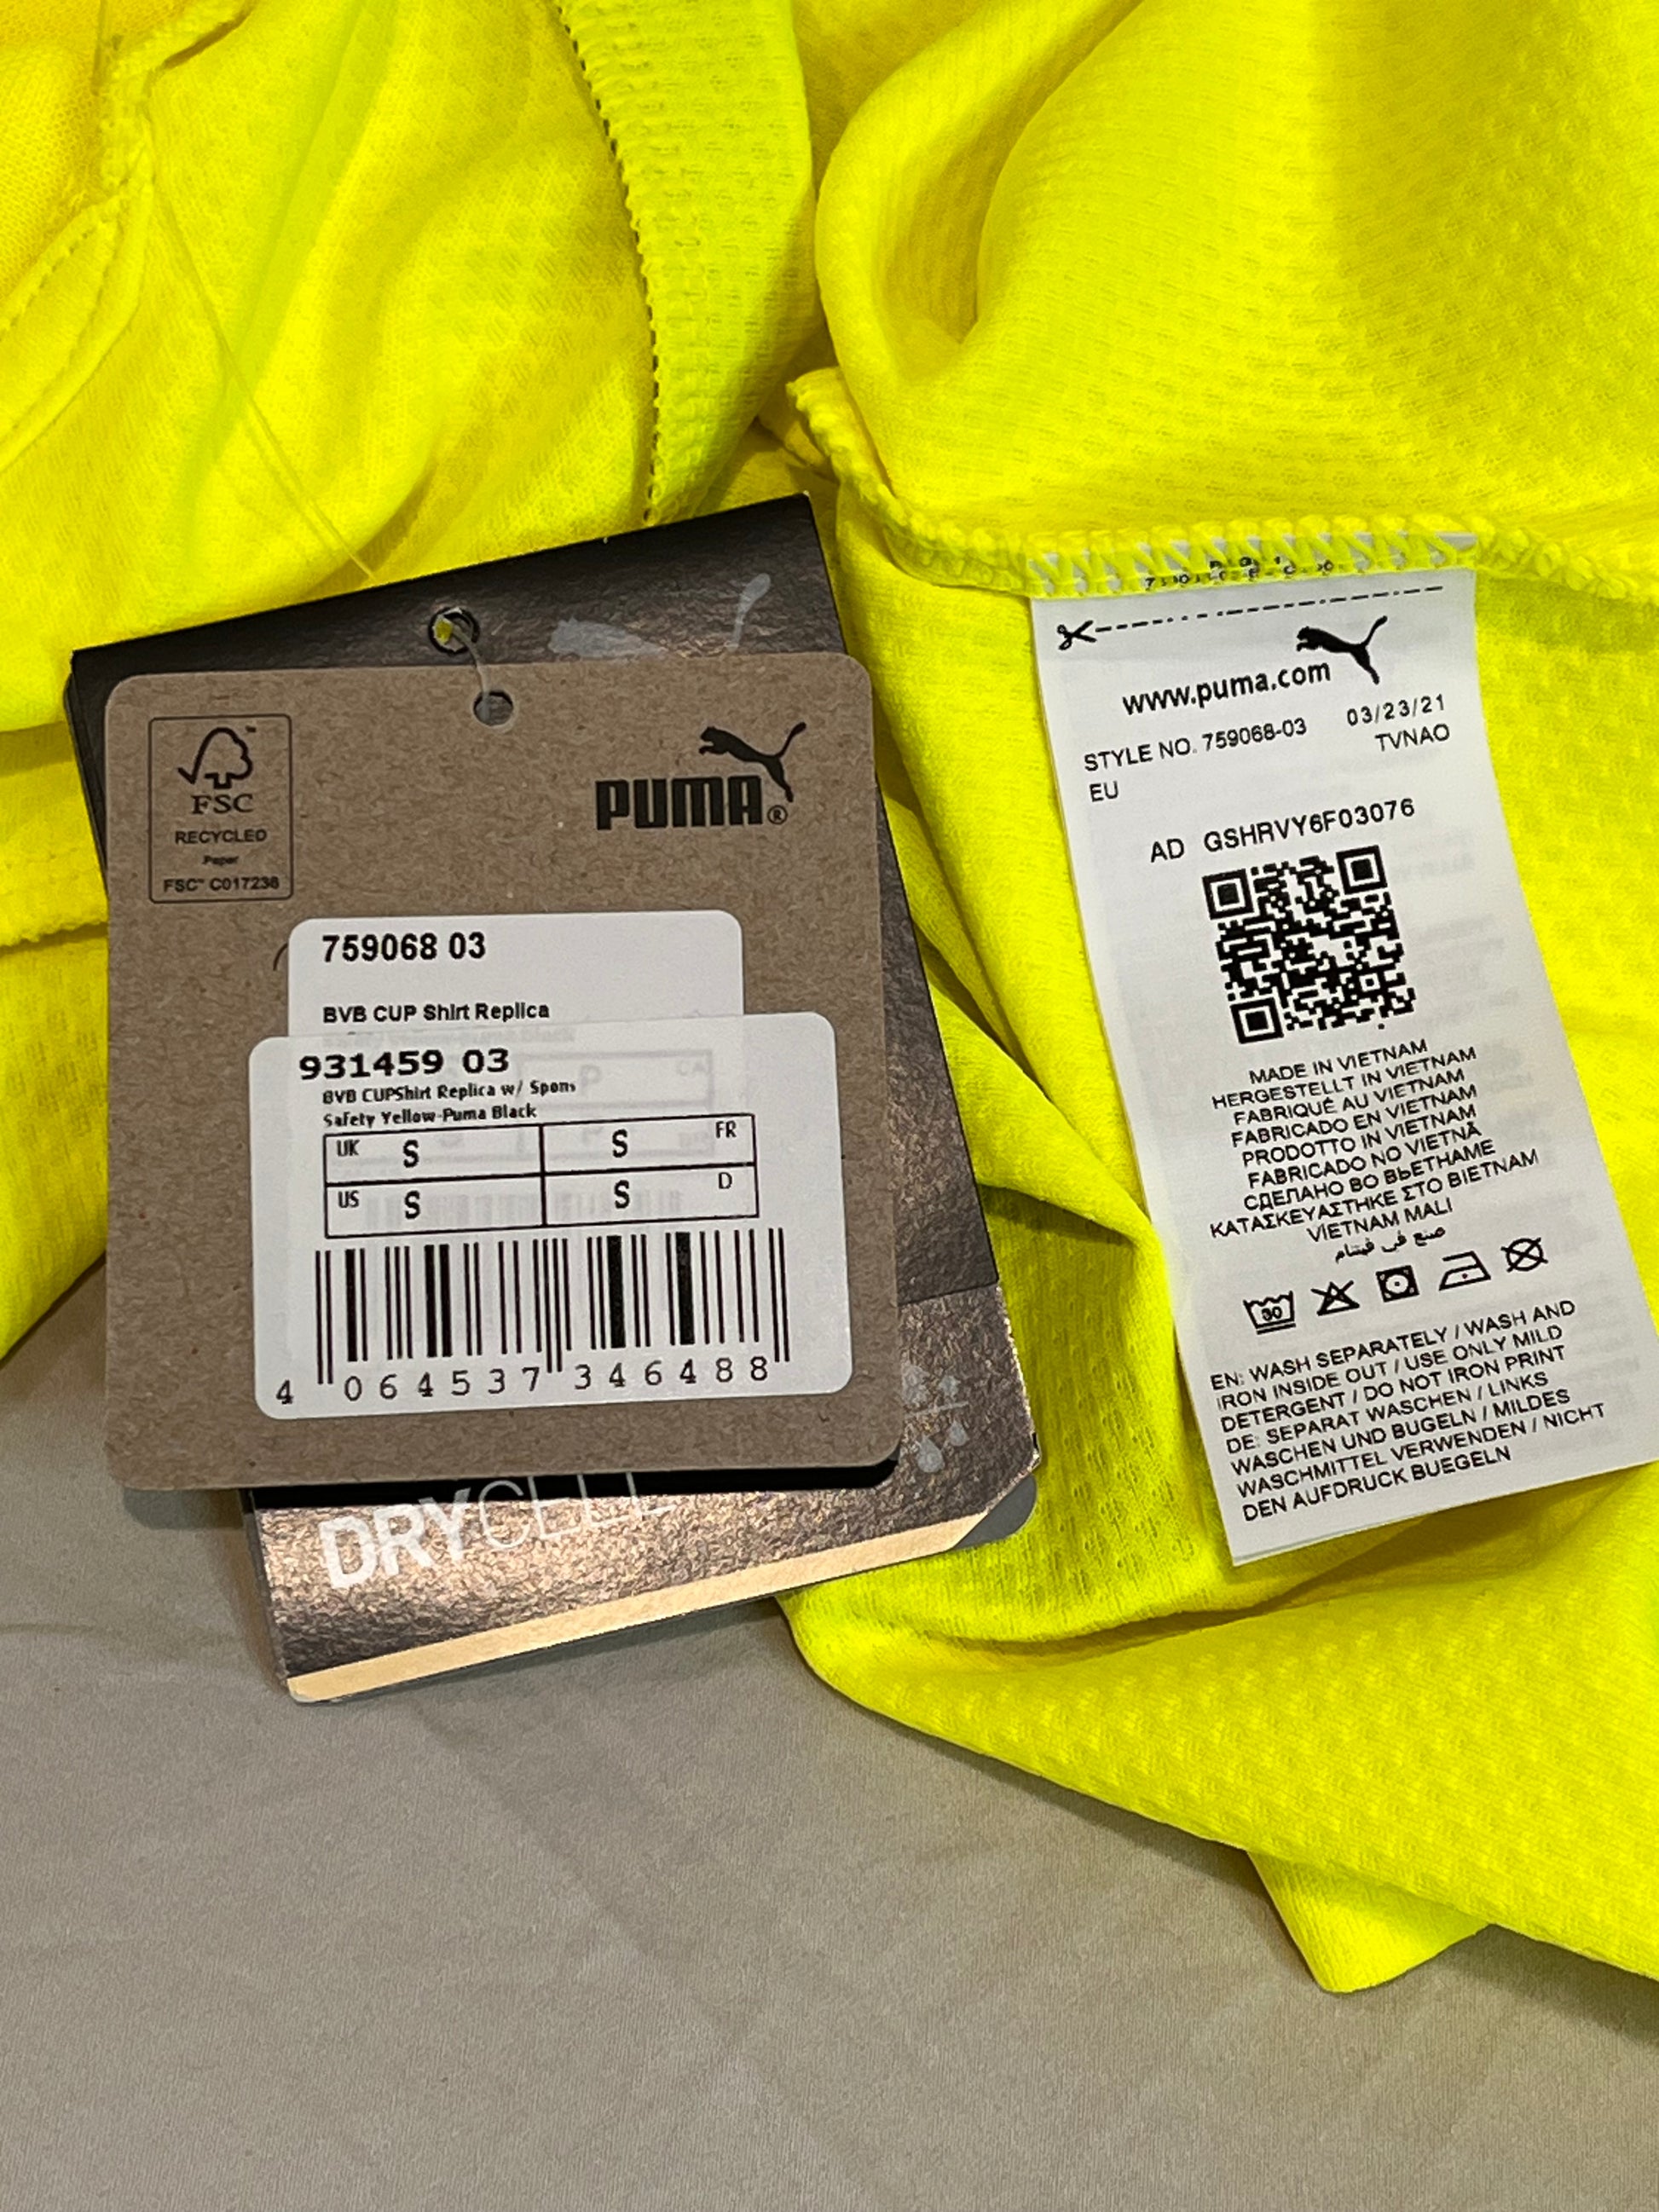 FSC
RECYCLED
Paper
FSC™ C017238
PUMA®
759068 03
BVB CUP Shirt Replica
931459 03
BVB CUPShirt Replica w/ Spons
Safety Yellow-Puma Black
UK S S FR
US S S D
4 064537 346488
DRYCELL
www.puma.com
STYLE NO. 759068-03 03/23/21
EU TVNAO
AD GSHRVY6F03076
MADE IN VIETNAM
HERGESTELLT IN VIETNAM
FABRIQUÉ AU VIETNAM
FABRICADO EN VIETNAM
PRODOTTO IN VIETNAM
FABRICADO NO VIETNÃ
СДЕЛАНО ВО ВЬЕТНАМЕ
ΚΑΤΑΣΚΕΥΑΣΤΗΚΕ ΣΤΟ ΒΙΕΤΝΑΜ
VIETNAM MALI
صنع في فيتنام
30
EN: WASH SEPARATELY / WASH AND
IRON INSIDE OUT / USE ONLY MILD
DETERGENT / DO NOT IRON PRINT
DE: SEPARAT WASCHEN / LINKS
WASCHEN UND BUGELN / MILDES
WASCHMITTEL VERWENDEN / NICHT
DEN AUFDRUCK BUEGELN